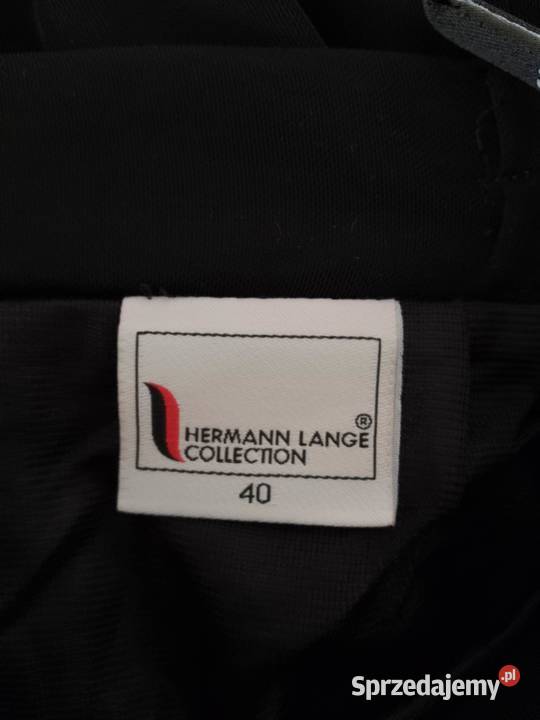 HERMANN LANGE ®
COLLECTION
40
Sprzedajemy.pl